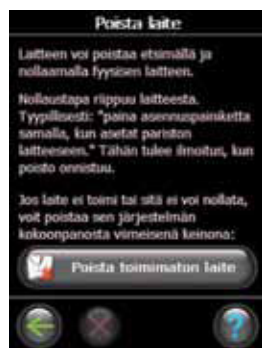 Poista laite
Laitteen voi poistaa etsimällä ja
nollaamalla fyysisen laitteen.
Nollaustapa riippuu laitteesta.
Tyypillisesti: "paina asennuspainiketta
samalla, kun asetat pariston
laitteeseen." Tähän tulee ilmoitus, kun
poisto onnistuu.
Jos laite ei toimi tai sitä ei voi nollata,
voit poistaa sen järjestelmän
kokoonpanosta viimeisenä keinona:
Poista toimimaton laite
?